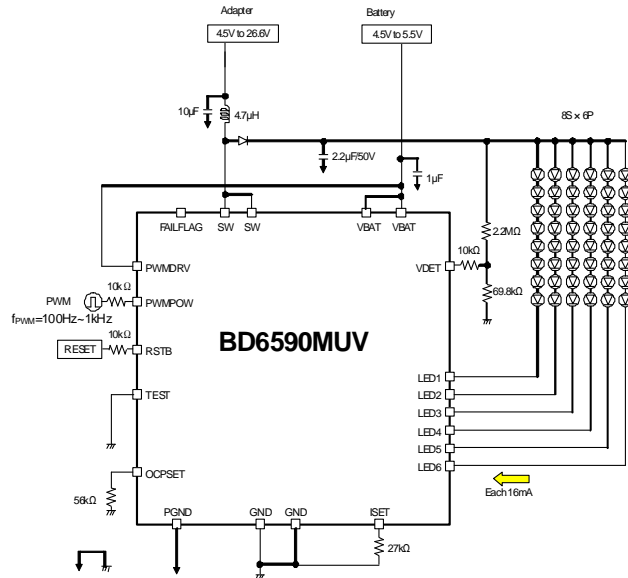 Adapter
Battery
4.5V to 26.6V
4.5V to 5.5V
10µF
4.7µH
8S × 6P
2.2µF/50V
1µF
FAILFLAG
SW
SW
VBAT
VBAT
2.2MΩ
10kΩ
VDET
PWMDRV
10kΩ
PWM
PWMPOW
fPWM=100Hz~1kHz
69.8kΩ
10kΩ
RESET
RSTB
BD6590MUV
LED1
TEST
LED2
LED3
LED4
LED5
LED6
OCPSET
Each 16mA
56kΩ
PGND
GND
GND
ISET
27kΩ